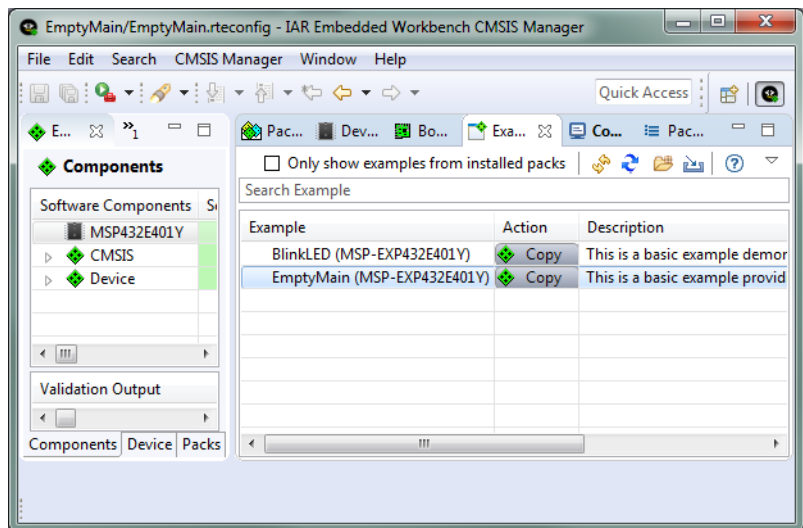 EmptyMain/EmptyMain.rteconfig - IAR Embedded Workbench CMSIS Manager
File Edit Search CMSIS Manager Window Help
Quick Access
E... »1
Pac... Dev... Bo... Exa... Co... Pac...
Components
Only show examples from installed packs
Search Example
Software Components
Example Action Description
MSP432E401Y
BlinkLED (MSP-EXP432E401Y) Copy This is a basic example demor
CMSIS
EmptyMain (MSP-EXP432E401Y) Copy This is a basic example provid
Device
Validation Output
Components Device Packs